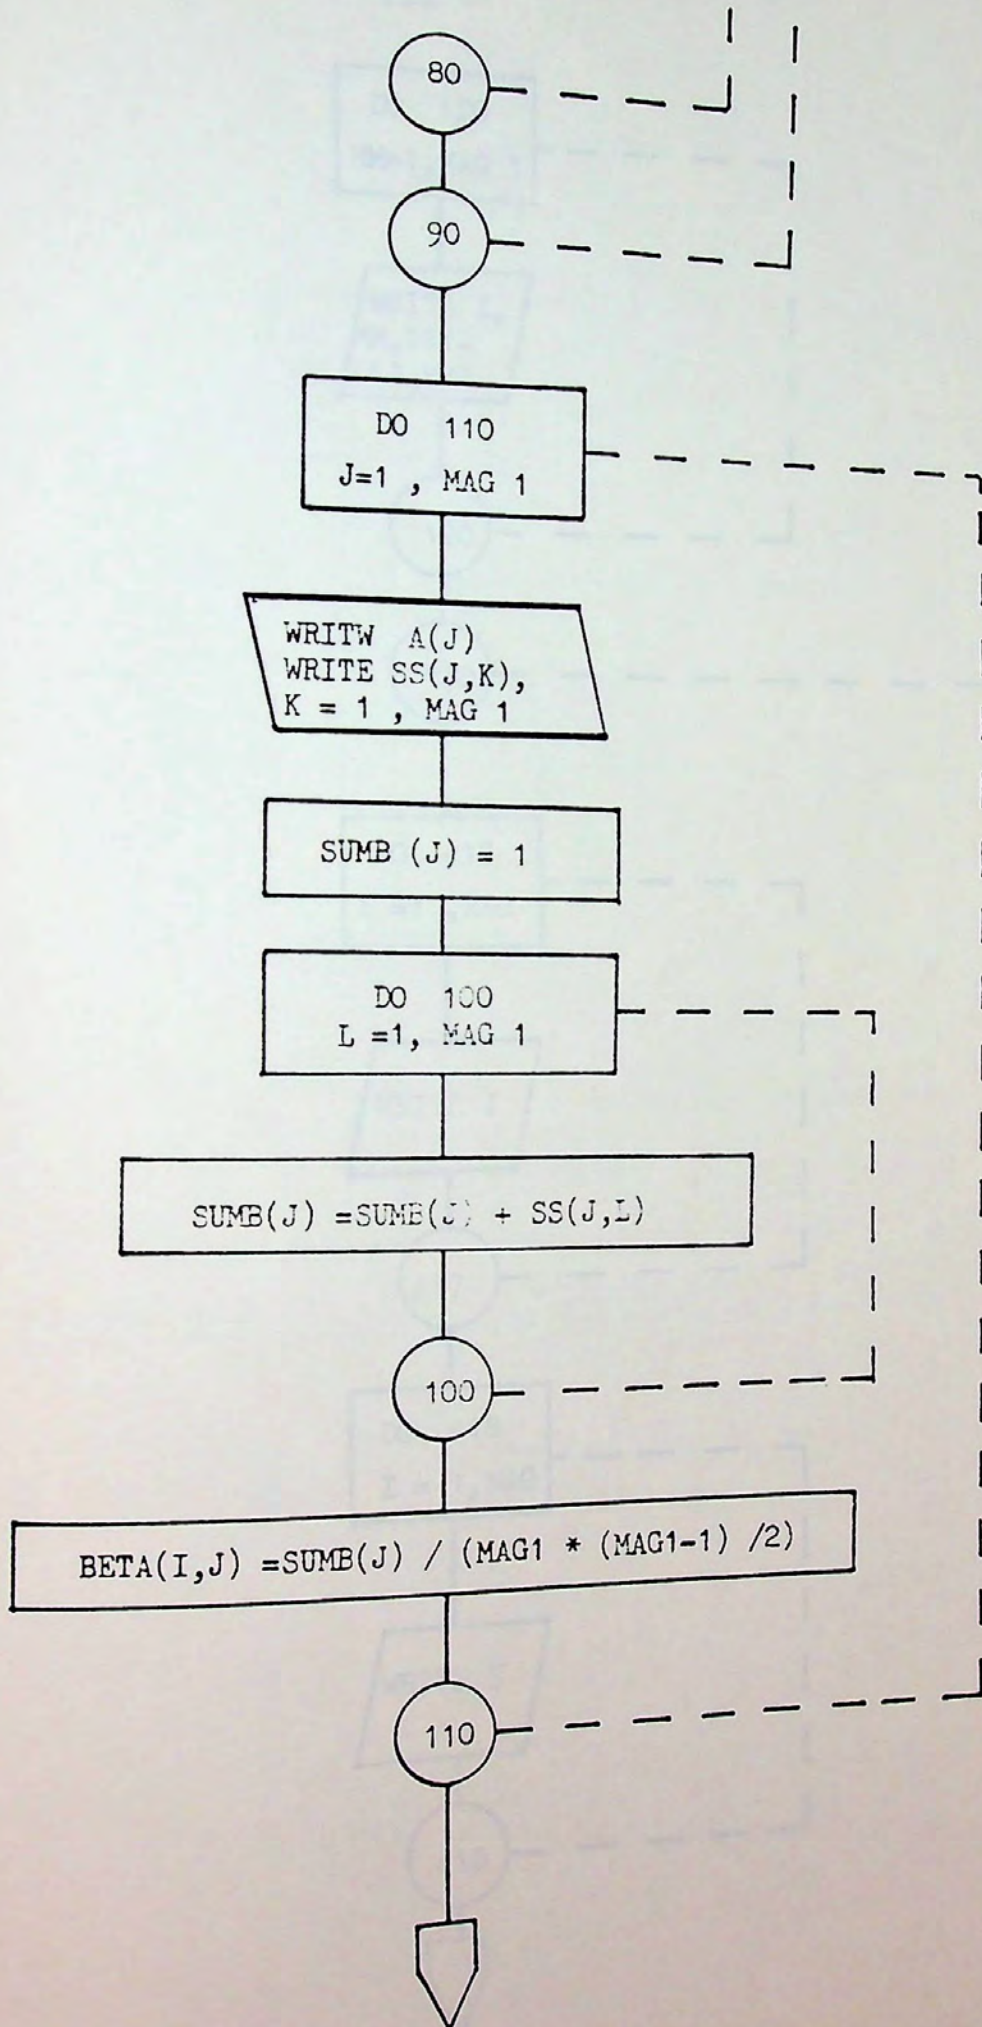 80
90
DO 110
J=1 , MAG 1
WRITW A(J)
WRITE SS(J,K),
K = 1 , MAG 1
SUMB (J) = 1
DO 100
L =1, MAG 1
SUMB(J) =SUMB(J) + SS(J,L)
100
BETA(I,J) =SUMB(J) / (MAG1 * (MAG1-1) /2)
110